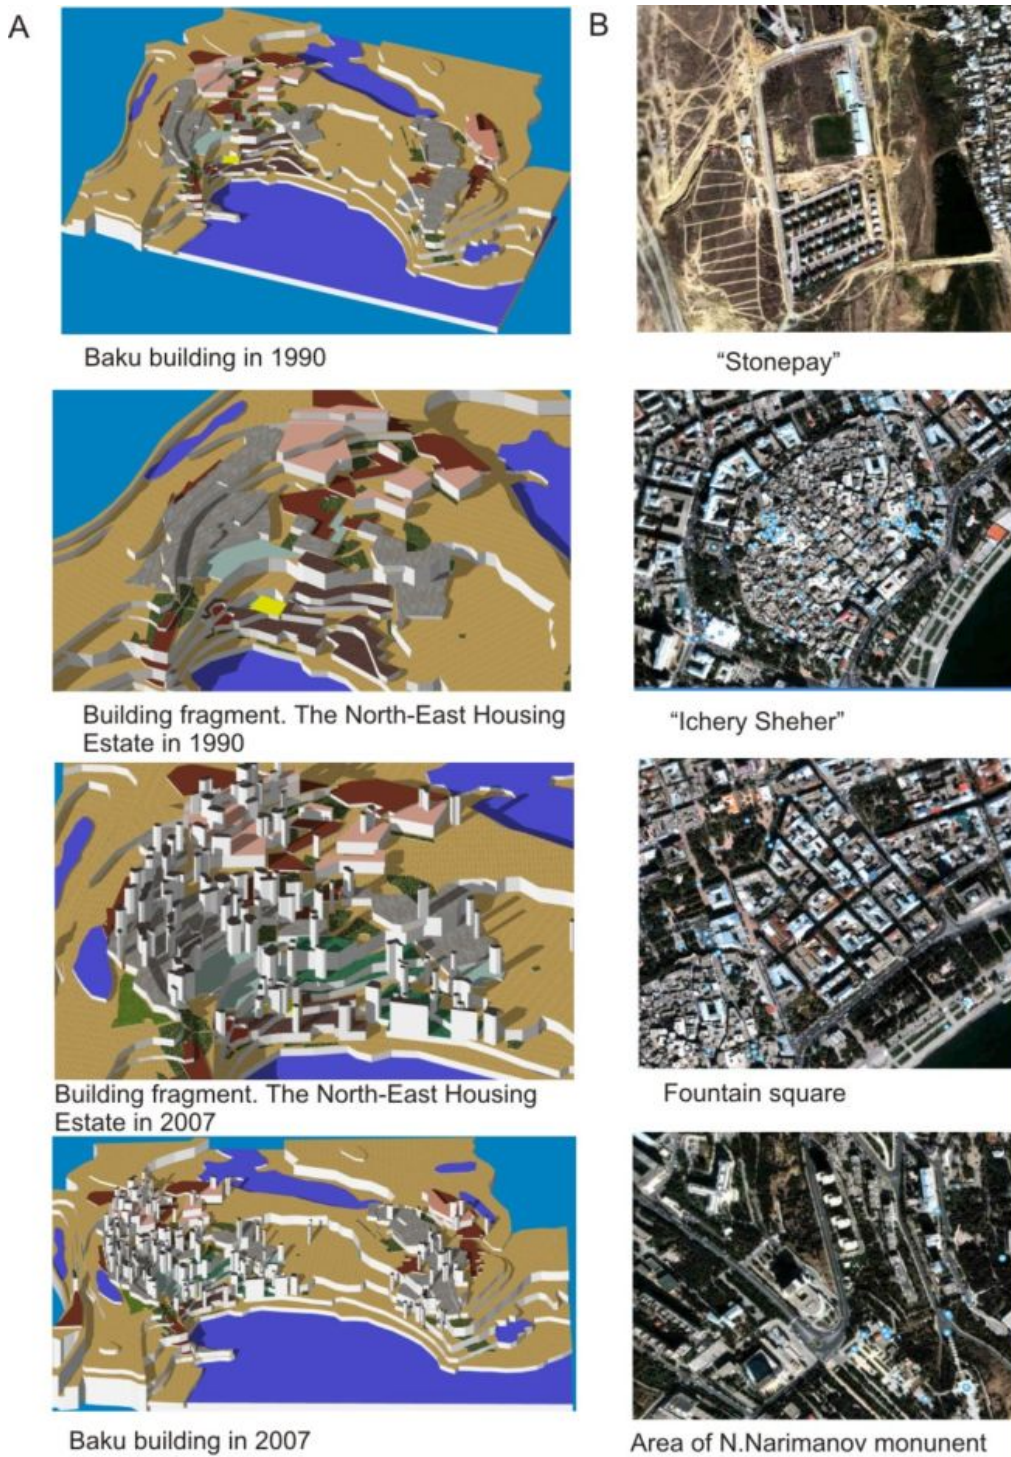 A
B
Baku building in 1990
“Stonepay”
Building fragment. The North-East Housing
Estate in 1990
“Ichery Sheher”
Building fragment. The North-East Housing
Estate in 2007
Fountain square
Baku building in 2007
Area of N.Narimanov monunent